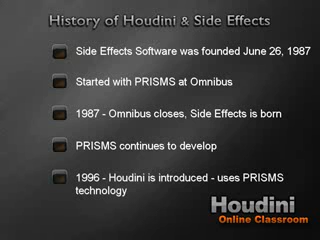 History of Houdini & Side Effects
Side Effects Software was founded June 26, 1987
Started with PRISMS at Omnibus
1987 - Omnibus closes, Side Effects is born
PRISMS continues to develop
1996 - Houdini is introduced - uses PRISMS
technology
Houdini
Online Classroom